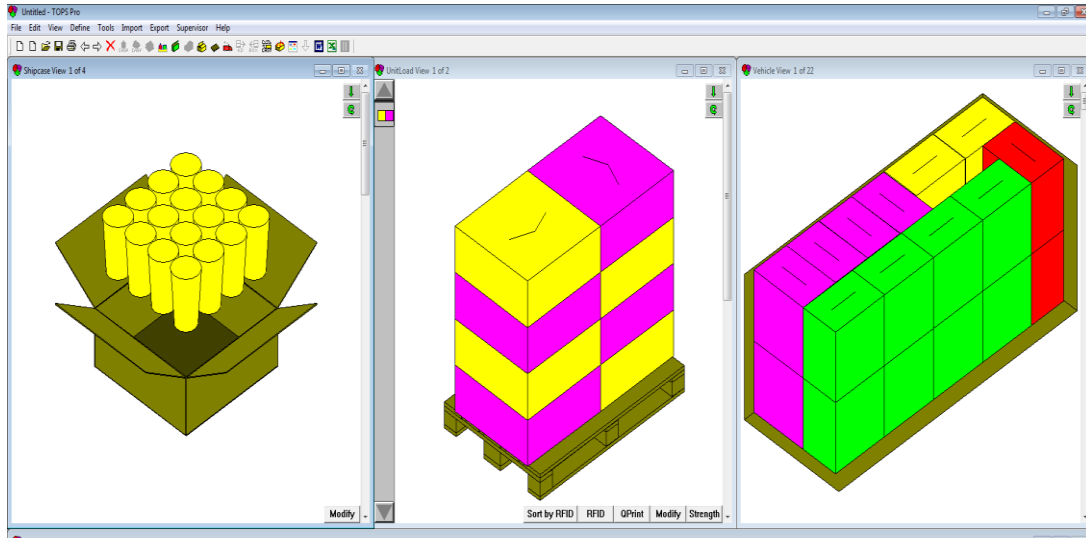 Untitled - TOPS Pro
File Edit View Define Tools Import Export Supervisor Help
Shipcase View 1 of 4
UnitLoad View 1 of 2
Vehicle View 1 of 22
Modify
Sort by RFID RFID QPrint Modify Strength